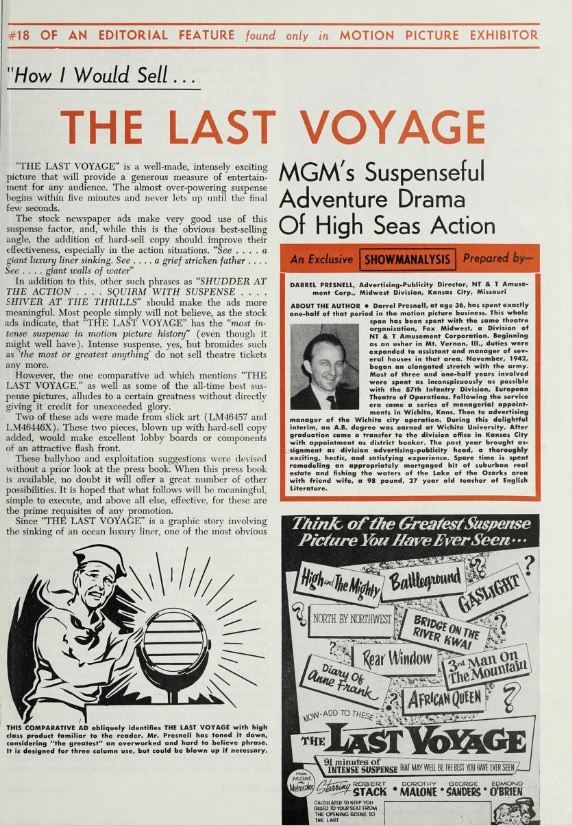 #18 OF AN EDITORIAL FEATURE found only in MOTION PICTURE EXHIBITOR
"How I Would Sell . . .
THE LAST VOYAGE
"THE LAST VOYAGE" is a well-made, intensely exciting
picture that will provide a generous measure of entertain-
ment for any audience. The almost over-powering suspense
begins within five minutes and never lets up until the final
few seconds.
The stock newspaper ads make very good use of this
suspense factor, and, while this is the obvious best-selling
angle, the addition of hard-sell copy should improve their
effectiveness, especially in the action situations. "See . . . . a
giant luxury liner sinking. See . . . . a grief stricken father . . . .
See . . . . giant walls of water"
In addition to this, other such phrases as "SHUDDER AT
THE ACTION . . . . SQUIRM WITH SUSPENSE . . . .
SHIVER AT THE THRILLS" should make the ads more
meaningful. Most people simply will not believe, as the stock
ads indicate, that "THE LAST VOYAGE" has the "most in-
tense suspense in motion picture history" (even though it
might well have). Intense suspense, yes, but bromides such
as 'the most or greatest anything' do not sell theatre tickets
any more.
However, the one comparative ad which mentions "THE
LAST VOYAGE," as well as some of the all-time best sus-
pense pictures, alludes to a certain greatness without directly
giving it credit for unexceeded glory.
Two of these ads were made from slick art (LM46457 and
LM46446X). These two pieces, blown up with hard-sell copy
added, would make excellent lobby boards or components
of an attractive flash front.
These ballyhoo and exploitation suggestions were devised
without a prior look at the press book. When this press book
is available, no doubt it will offer a great number of other
possibilities. It is hoped that what follows will be meaningful,
simple to execute, and above all else, effective, for these are
the prime requisites of any promotion.
Since "THE LAST VOYAGE" is a graphic story involving
the sinking of an ocean luxury liner, one of the most obvious
THIS COMPARATIVE AD obliquely identifies THE LAST VOYAGE with high
class product familiar to the reader. Mr. Presnell has toned it down,
considering "the greatest" an overworked and hard to believe phrase.
It is designed for three column use, but could be blown up if necessary.
MGM's Suspenseful
Adventure Drama
Of High Seas Action
An Exclusive SHOWMANALYSIS Prepared by—
DARREL PRESNELL, Advertising-Publicity Director, NT & T Amuse-
ment Corp., Midwest Division, Kansas City, Missouri
ABOUT THE AUTHOR • Darrel Presnell, at age 36, has spent exactly
one-half of that period in the motion picture business. This whole
span has been spent with the same theatre
organization, Fox Midwest, a Division of
NT & T Amusement Corporation. Beginning
as an usher in Mt. Vernon, Ill., duties were
expanded to assistant and manager of sev-
eral houses in that area. November, 1942,
began an elongated stretch with the army.
Most of three and one-half years involved
were spent as inconspicuously as possible
with the 87th Infantry Division, European
Theatre of Operations. Following the service
came a series of managerial appoint-
ments in Wichita, Kans. Then to advertising
manager of the Wichita city operation. During this delightful
interim, an A.B. degree was earned at Wichita University. After
graduation came a transfer to the division office in Kansas City
with appointment as district booker. The past year brought as-
signment as division advertising-publicity head, a thoroughly
exciting, hectic, and satisfying experience. Spare time is spent
remodeling an appropriately mortgaged bit of suburban real
estate and fishing the waters of the Lake of the Ozarks area
with friend wife, a 98 pound, 27 year old teacher of English
Literature.
Think of the Greatest Suspense
Picture You Have Ever Seen...
High and The Mighty
Battleground
GASLIGHT
NORTH BY NORTHWEST
BRIDGE ON THE
RIVER KWAI
Rear Window
3rd Man On
The Mountain
Diary Of
Anne Frank
AFRICAN QUEEN
NOW-ADD TO THESE
THE LAST VOYAGE
91 minutes of
INTENSE SUSPENSE THAT MAY WELL BE THE BEST YOU HAVE EVER SEEN
From
MGM
in
Metrocolor
Starring ROBERT STACK • DOROTHY MALONE • GEORGE SANDERS • EDMOND O'BRIEN
CALCULATED TO KEEP YOU
GLUED TO YOUR SEAT FROM
THE OPENING SCENE TO
THE LAST